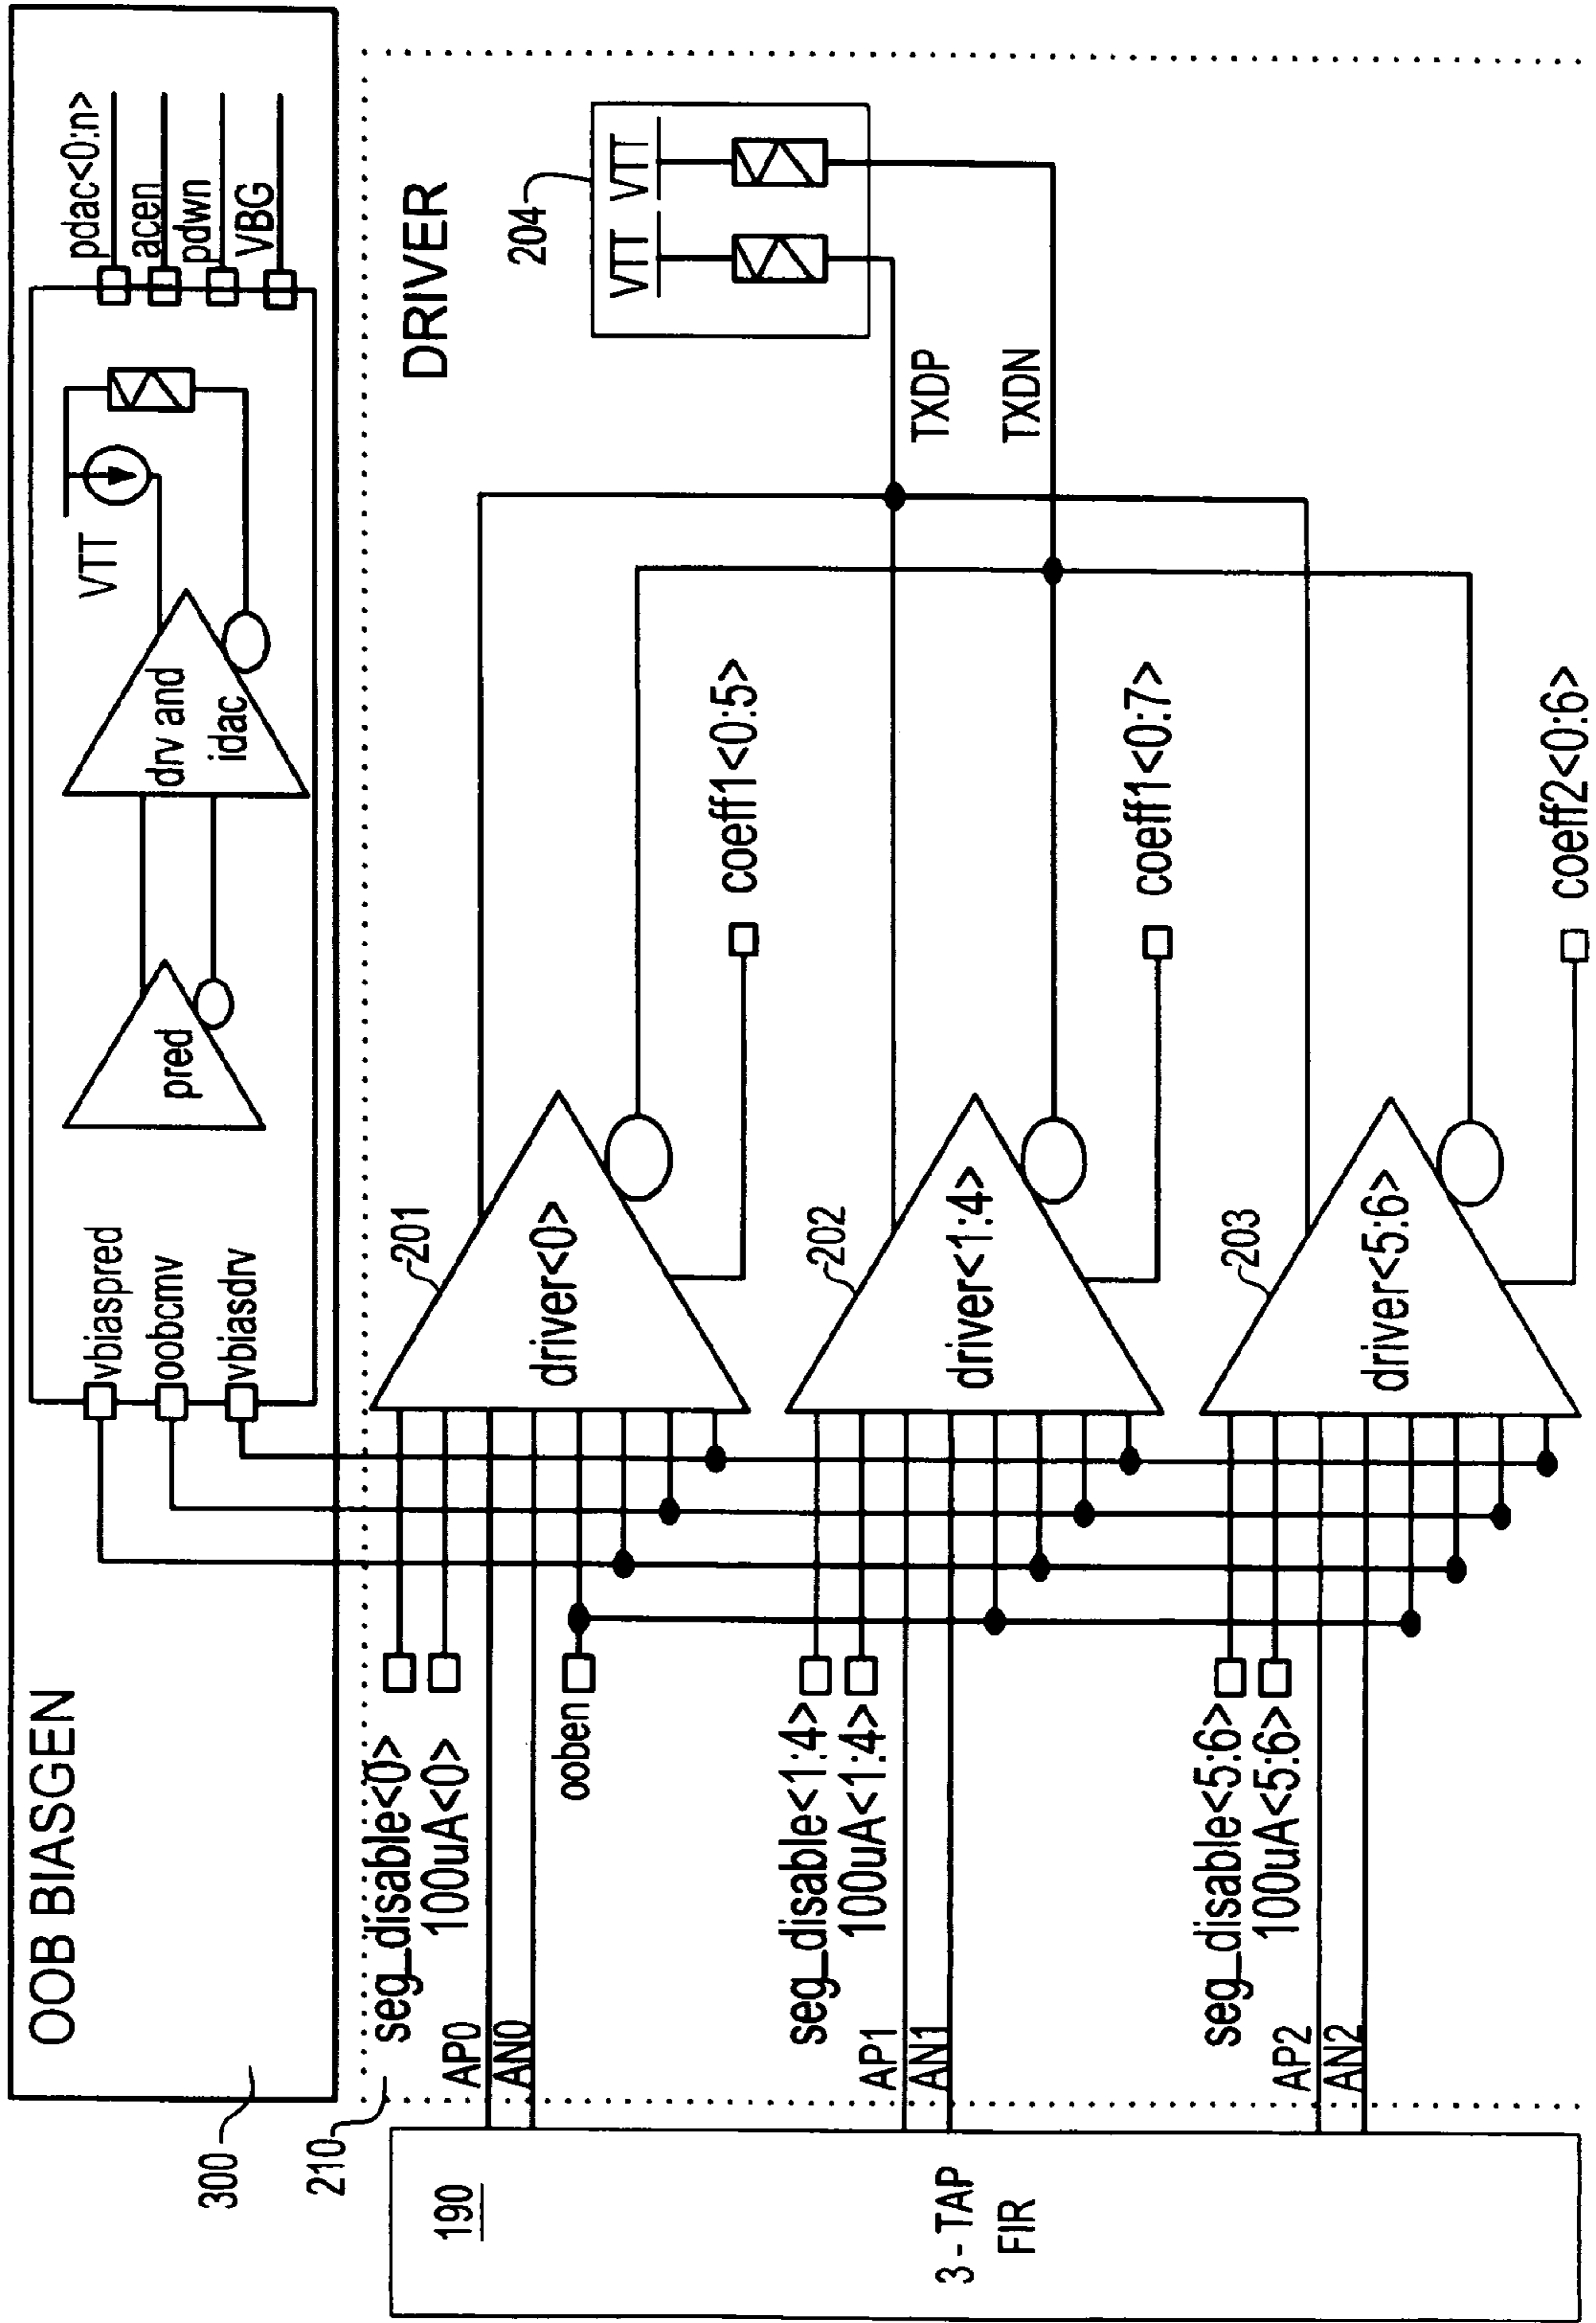 OOB BIASGEN
300
vbiaspred
oobcmv
vbiasdrv
pred
drv and
idac
VTT
pdac<0:n>
acen
pdwn
VBG
210
DRIVER
190
3 - TAP
FIR
seg_disable<0>
100uA<0>
AP0
AN0
ooben
201
driver<0>
coeff1<0:5>
seg_disable<1:4>
100uA<1:4>
AP1
AN1
202
driver<1:4>
coeff1<0:7>
seg_disable<5:6>
100uA<5:6>
AP2
AN2
203
driver<5:6>
coeff2<0:6>
TXDP
TXDN
204
VTT
VTT